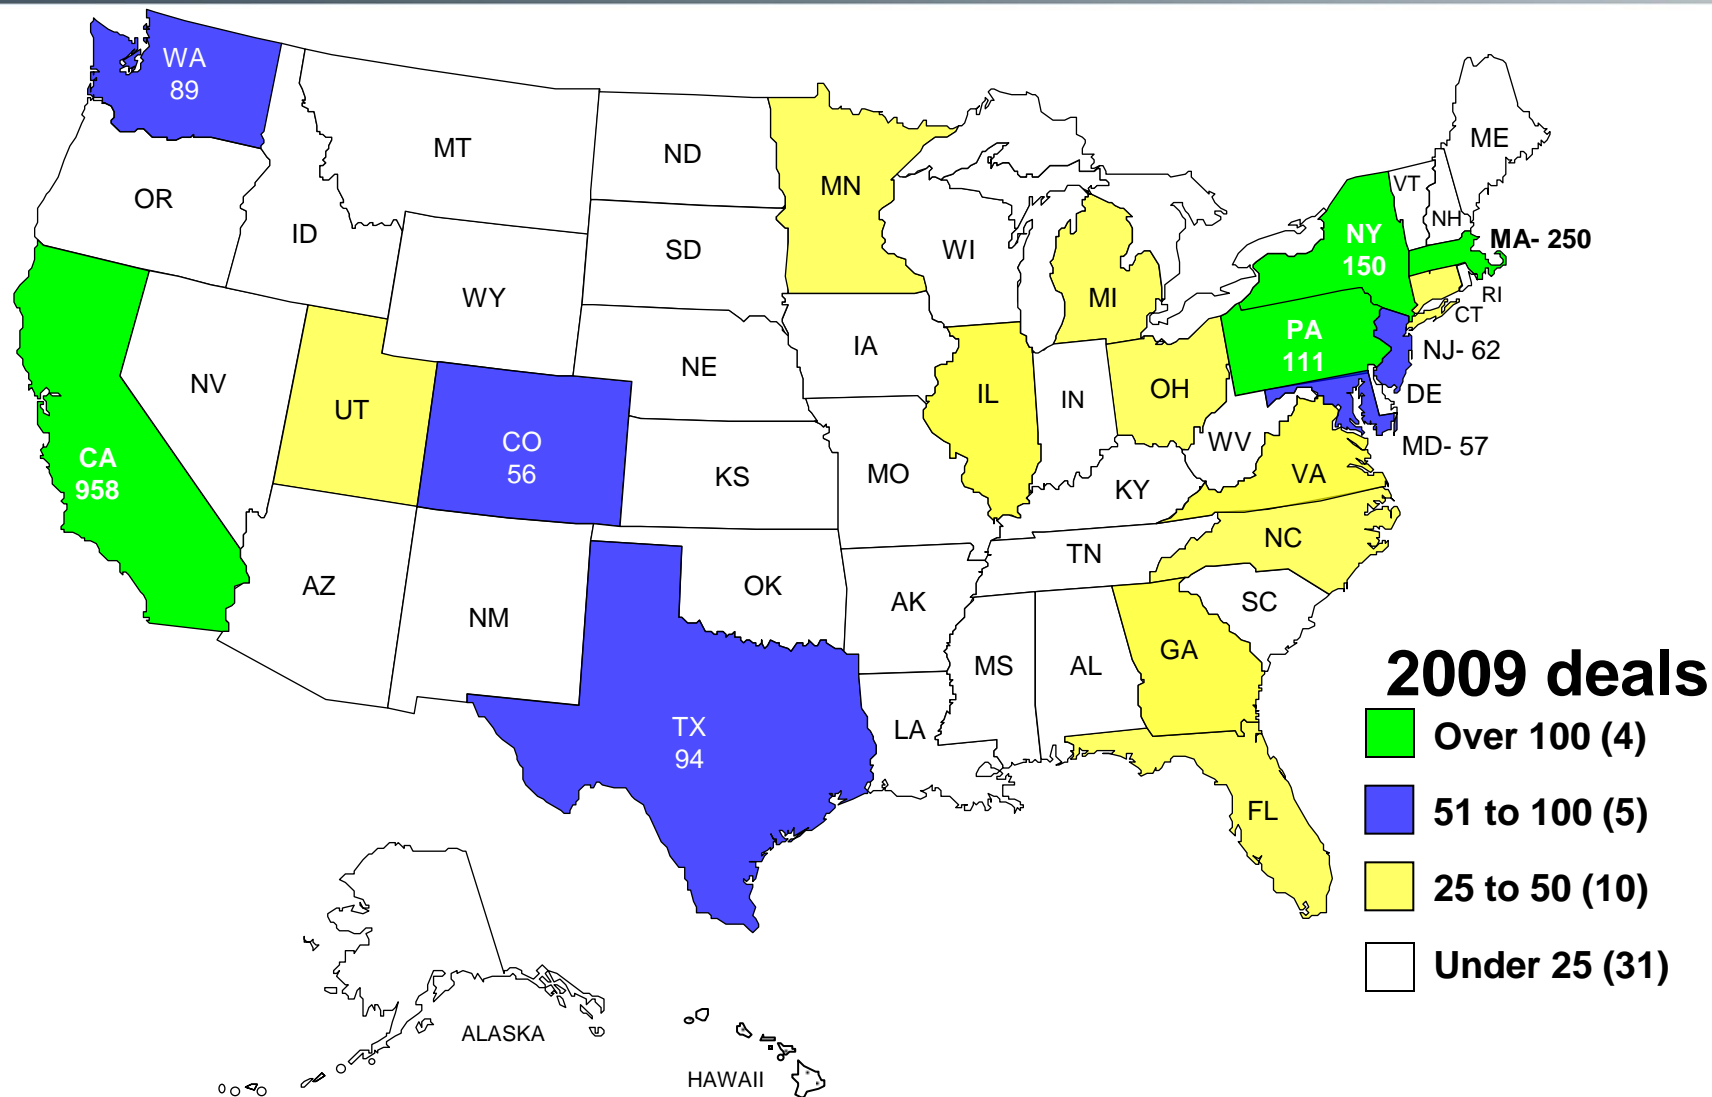 WA
89
MT
ND
MN
ME
OR
ID
SD
WI
VT
NH
NY
150
MA- 250
WY
MI
RI
CT
NV
UT
NE
IA
PA
111
NJ- 62
CO
56
IL
IN
OH
DE
CA
958
KS
MO
WV
MD- 57
KY
VA
AZ
NM
OK
AK
TN
NC
SC
MS
AL
GA
TX
94
LA
FL
ALASKA
HAWAII
2009 deals
Over 100 (4)
51 to 100 (5)
25 to 50 (10)
Under 25 (31)